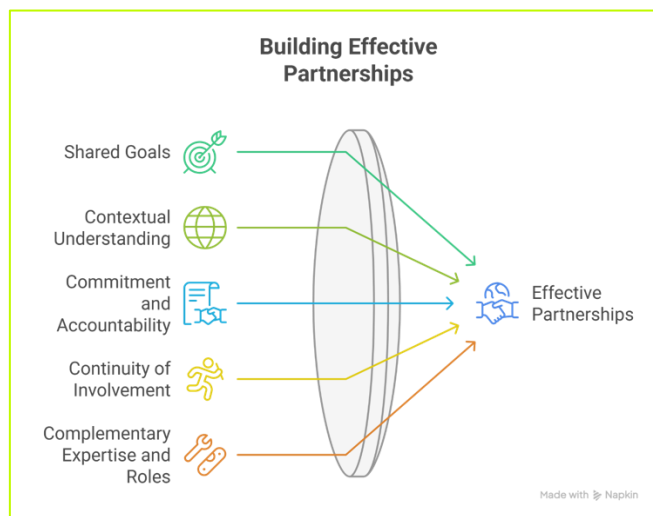 Building Effective
Partnerships
Shared Goals
Contextual
Understanding
Commitment
and
Accountability
Continuity of
Involvement
Complementary
Expertise and
Roles
Effective
Partnerships
Made with Napkin